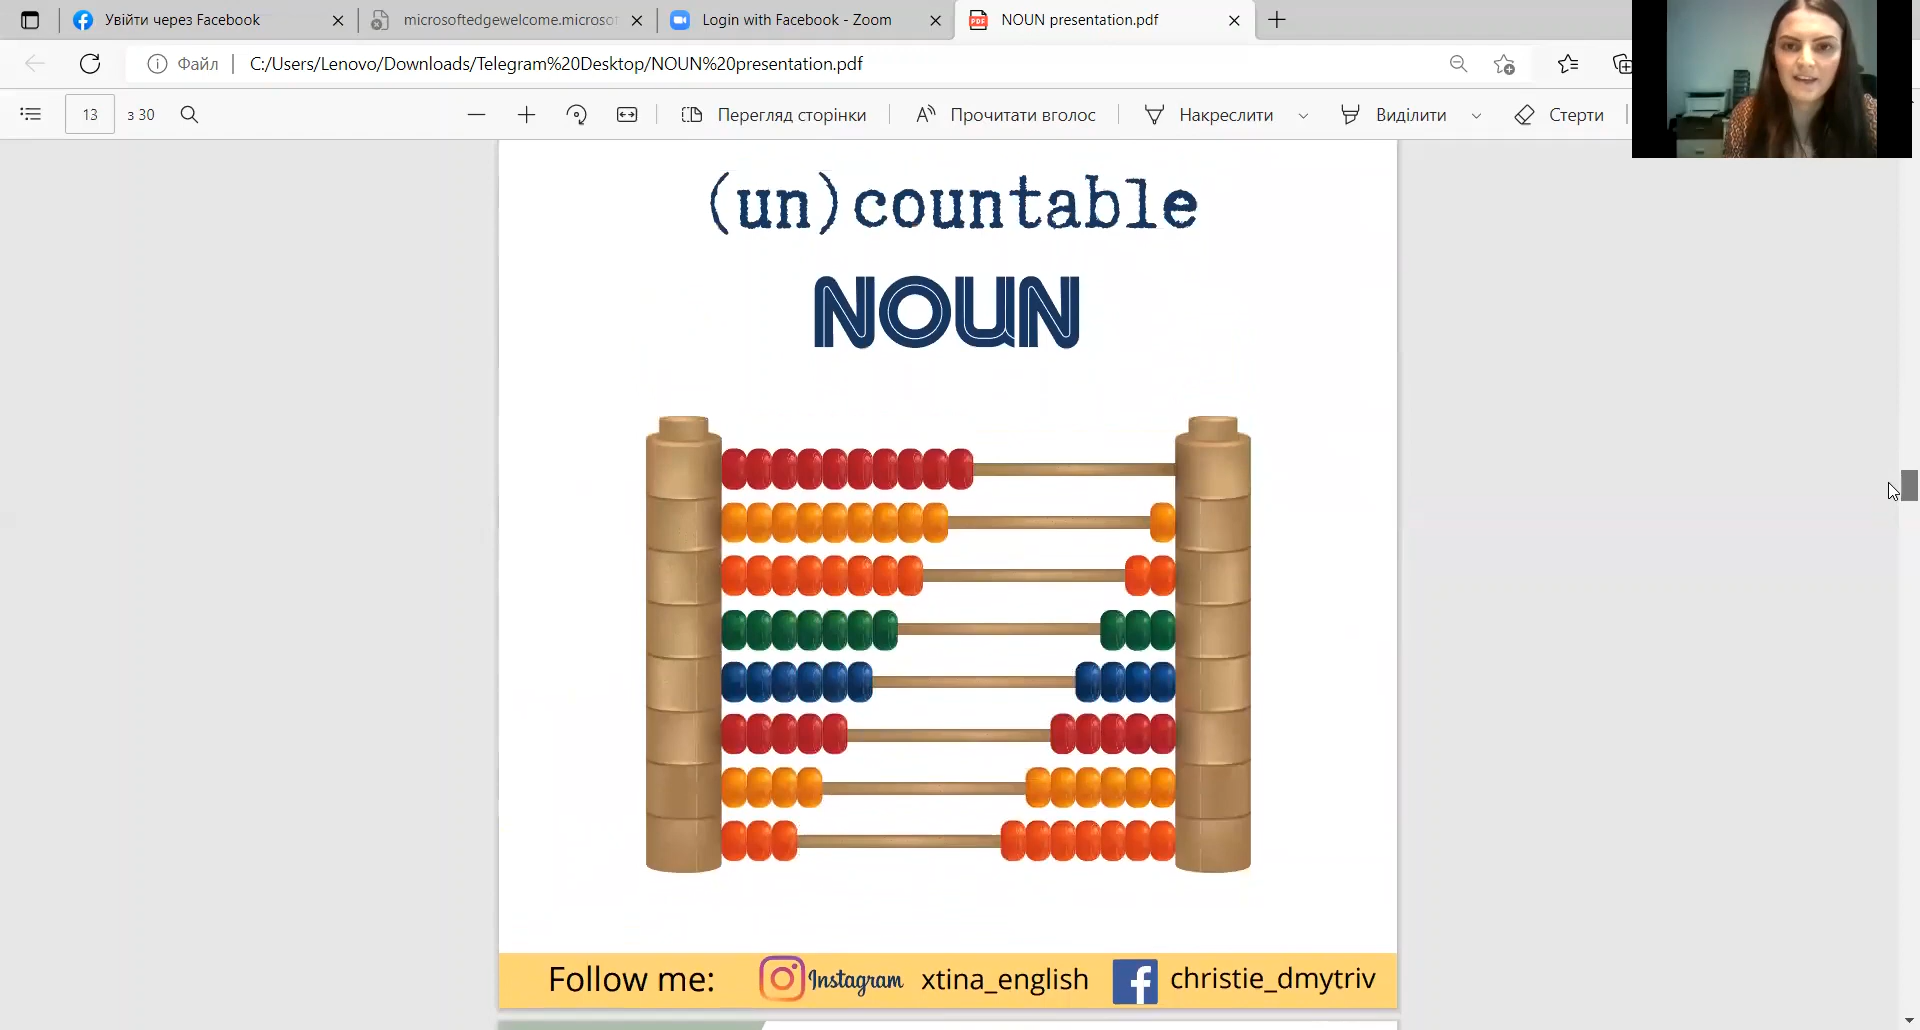 Увійти через Facebook
microsoftedgewelcome.microsof
Login with Facebook - Zoom
NOUN presentation.pdf
Файл
C:/Users/Lenovo/Downloads/Telegram%20Desktop/NOUN%20presentation.pdf
13 з 30
Перегляд сторінки
Прочитати вголос
Накреслити
Виділити
Стерти
(un)countable
NOUN
Follow me: Instagram xtina_english christie_dmytriv